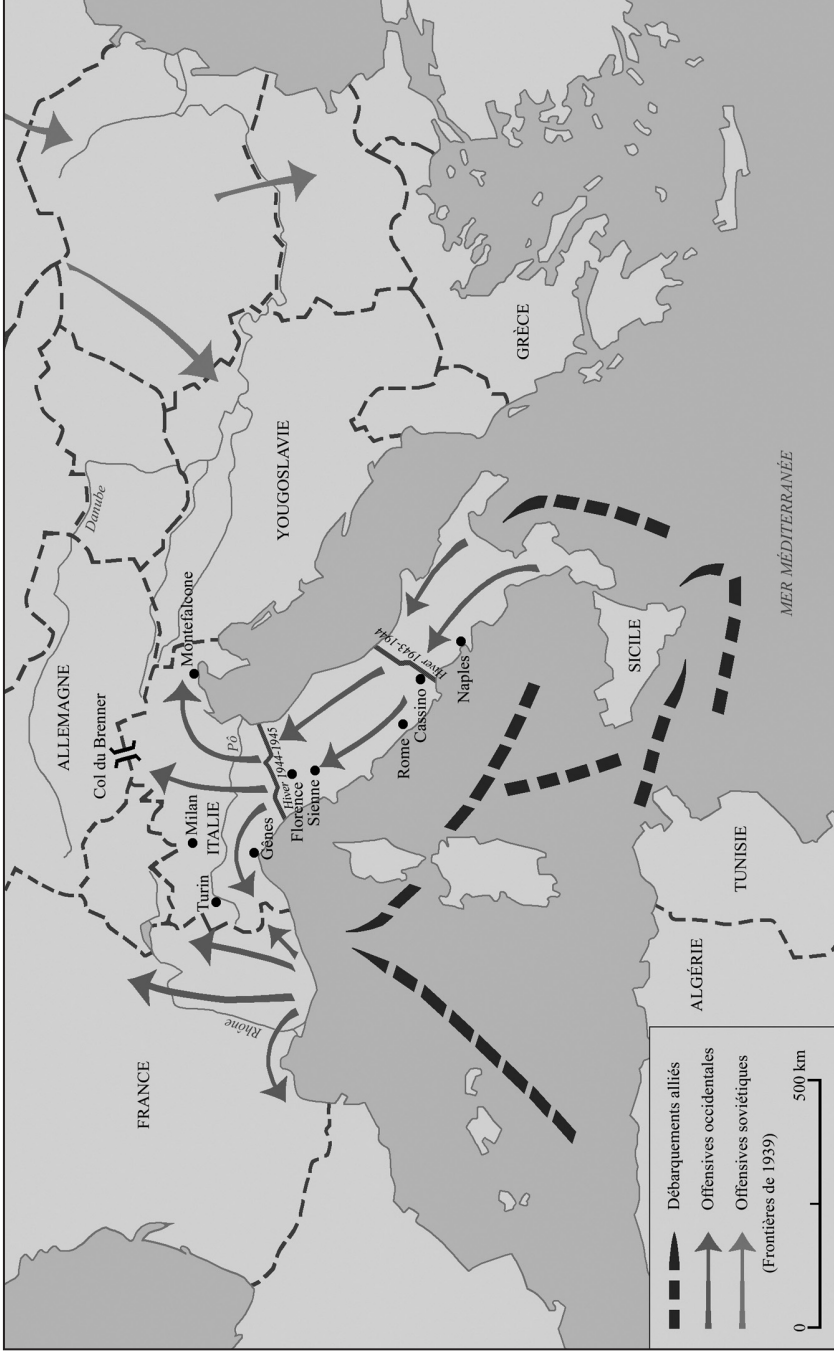 FRANCE
ALLEMAGNE
Danube
Col du Brenner
Milan
ITALIE
Turin
Pô
Montefalcone
Rhône
Gênes
Hiver 1944-1945
Florence
Sienne
YOUGOSLAVIE
Rome
Cassino
Hiver 1943-1944
Naples
GRÈCE
SICILE
MER MÉDITERRANÉE
ALGÉRIE
TUNISIE
Débarquements alliés
Offensives occidentales
Offensives soviétiques
(Frontières de 1939)
0 500 km